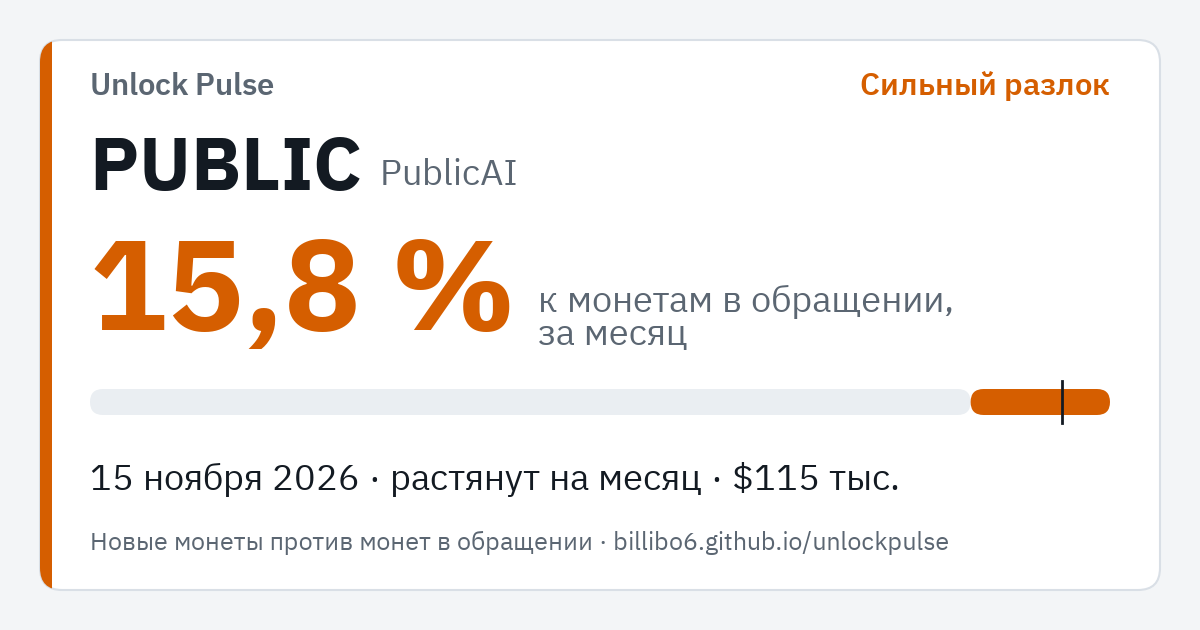 Unlock Pulse
Сильный разлок
PUBLIC PublicAI
15,8 % к монетам в обращении,
за месяц
15 ноября 2026 · растянут на месяц · $115 тыс.
Новые монеты против монет в обращении · billibo6.github.io/unlockpulse